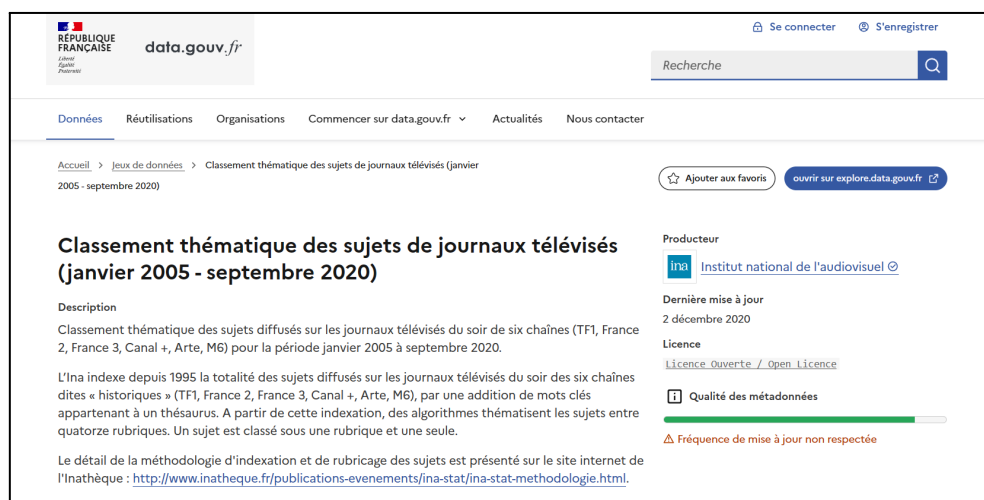 RÉPUBLIQUE
FRANÇAISE
Liberté
Égalité
Fraternité
data.gouv.fr
Se connecter
S'enregistrer
Recherche
Données
Réutilisations
Organisations
Commencer sur data.gouv.fr
Actualités
Nous contacter
Accueil > Jeux de données > Classement thématique des sujets de journaux télévisés (janvier
2005 - septembre 2020)
Ajouter aux favoris
ouvrir sur explore.data.gouv.fr
Classement thématique des sujets de journaux télévisés
(janvier 2005 - septembre 2020)
Description
Classement thématique des sujets diffusés sur les journaux télévisés du soir de six chaînes (TF1, France
2, France 3, Canal +, Arte, M6) pour la période janvier 2005 à septembre 2020.
L'Ina indexe depuis 1995 la totalité des sujets diffusés sur les journaux télévisés du soir des six chaînes
dites « historiques » (TF1, France 2, France 3, Canal +, Arte, M6), par une addition de mots clés
appartenant à un thésaurus. A partir de cette indexation, des algorithmes thématisent les sujets entre
quatorze rubriques. Un sujet est classé sous une rubrique et une seule.
Le détail de la méthodologie d'indexation et de rubricage des sujets est présenté sur le site internet de
l'Inathèque : http://www.inatheque.fr/publications-evenements/ina-stat/ina-stat-methodologie.html.
Producteur
ina
Institut national de l'audiovisuel
Dernière mise à jour
2 décembre 2020
Licence
Licence Ouverte / Open Licence
Qualité des métadonnées
Fréquence de mise à jour non respectée